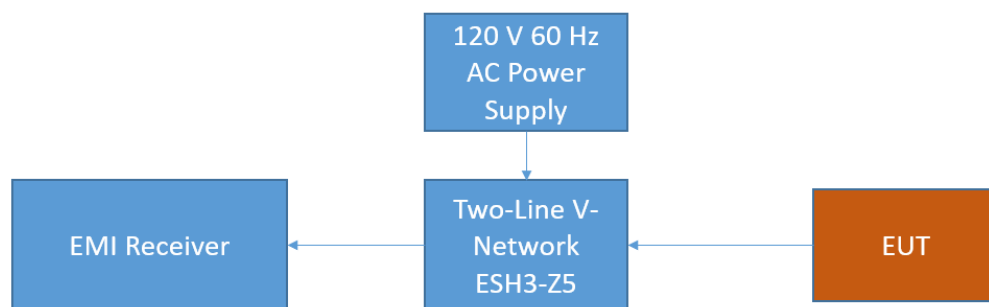 120 V 60 Hz
AC Power
Supply
Two-Line V-
Network
ESH3-Z5
EMI Receiver
EUT